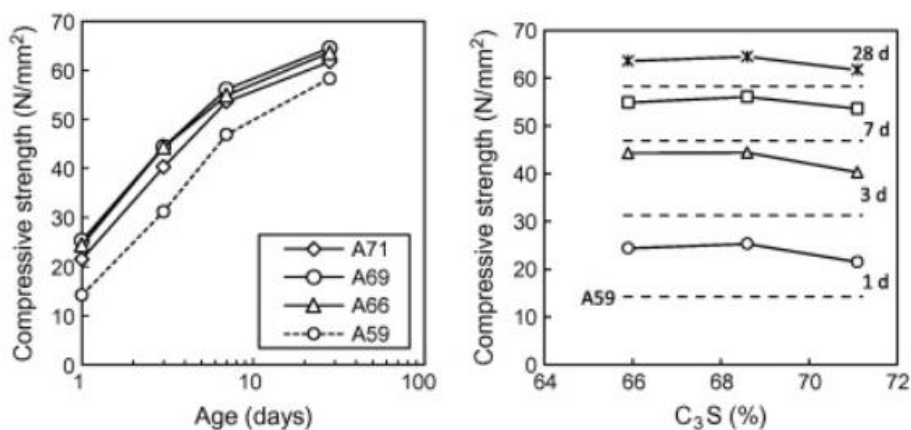 Compressive strength (N/mm²)
70
60
50
40
30
20
10
0
1
10
100
Age (days)
A71
A69
A66
A59
Compressive strength (N/mm²)
70
60
50
40
30
20
10
0
28 d
7 d
3 d
1 d
A59
64
66
68
70
72
C₃S (%)